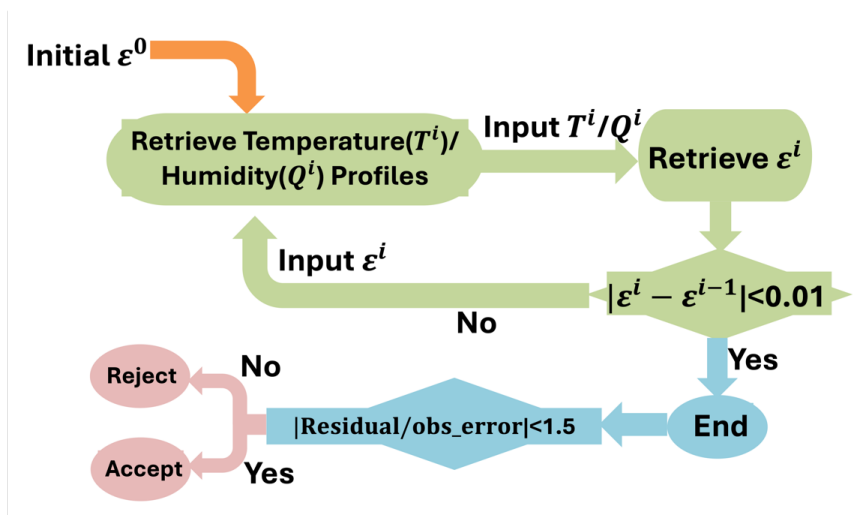 Initial ε⁰
Retrieve Temperature(Tⁱ)/
Humidity(Qⁱ) Profiles
Input Tⁱ/Qⁱ
Retrieve εⁱ
Input εⁱ
|εⁱ − εⁱ⁻¹|<0.01
No
Yes
Reject
No
|Residual/obs_error|<1.5
End
Accept
Yes